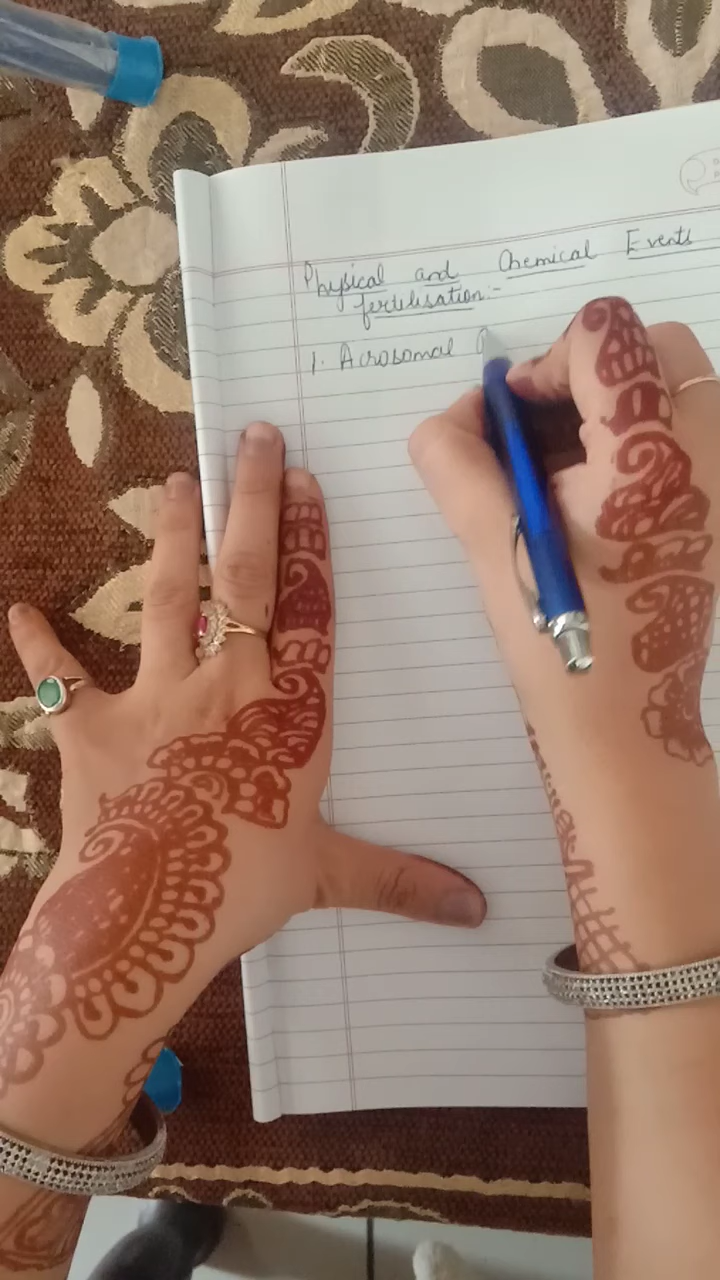 Physical and Chemical Events
fertilisation:-
1. Acrosomal